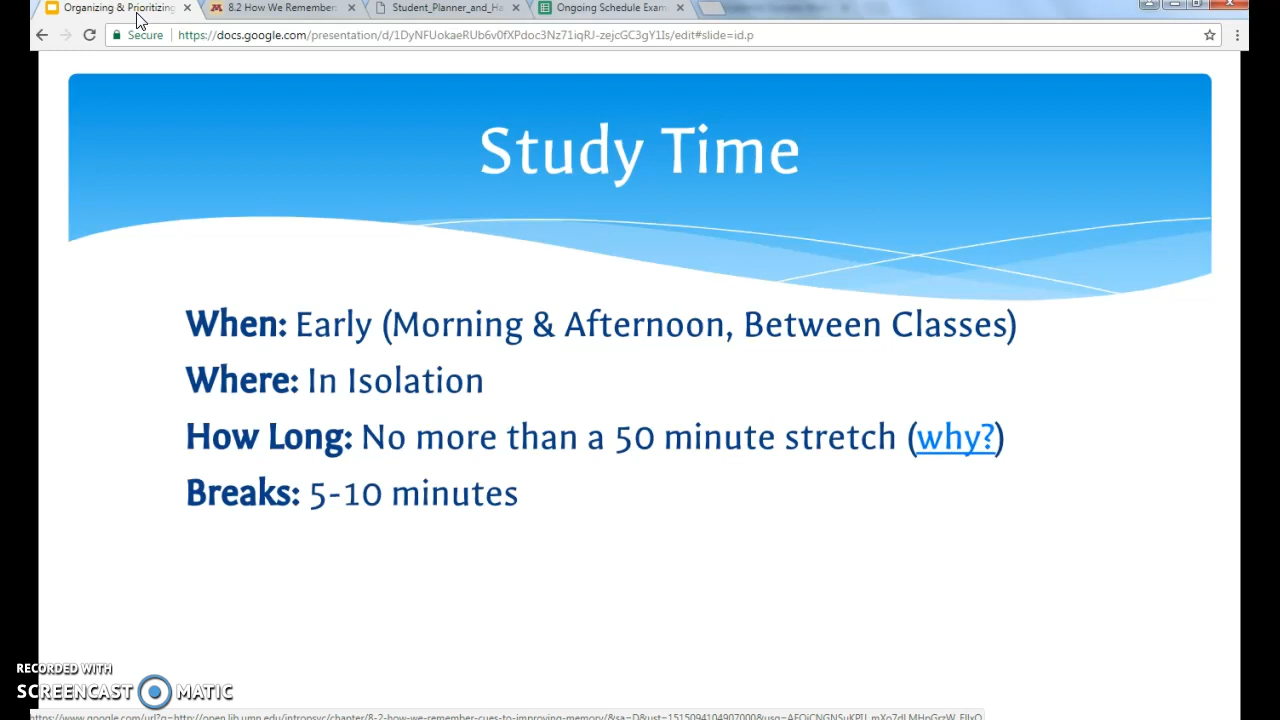 Organizing & Prioritizing
8.2 How We Remember:
Student_Planner_and_Ha
Ongoing Schedule Exam
Secure
https://docs.google.com/presentation/d/1DyNFUokaeRUb6v0fXPdoc3Nz71iqRJ-zejcGC3gY1Is/edit#slide=id.p
Study Time
When: Early (Morning & Afternoon, Between Classes)
Where: In Isolation
How Long: No more than a 50 minute stretch (why?)
Breaks: 5-10 minutes
RECORDED WITH
SCREENCAST MATIC